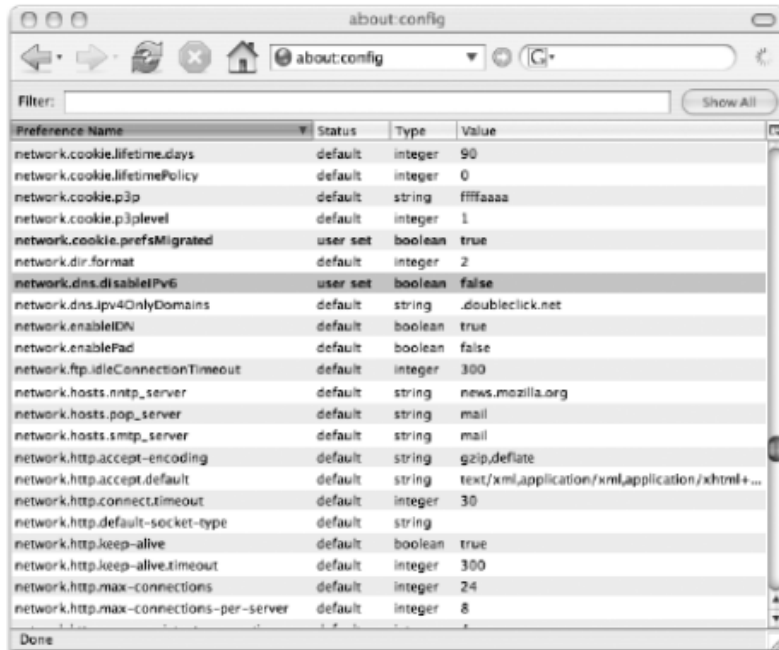 about:config
about:config
G
Filter: Show All
Preference Name Status Type Value
network.cookie.lifetime.days default integer 90
network.cookie.lifetimePolicy default integer 0
network.cookie.p3p default string ffffaaaa
network.cookie.p3plevel default integer 1
network.cookie.prefsMigrated user set boolean true
network.dir.format default integer 2
network.dns.disableIPv6 user set boolean false
network.dns.ipv4OnlyDomains default string .doubleclick.net
network.enableIDN default boolean true
network.enablePad default boolean false
network.ftp.idleConnectionTimeout default integer 300
network.hosts.nntp_server default string news.mozilla.org
network.hosts.pop_server default string mail
network.hosts.smtp_server default string mail
network.http.accept-encoding default string gzip,deflate
network.http.accept.default default string text/xml,application/xml,application/xhtml+...
network.http.connect.timeout default integer 30
network.http.default-socket-type default string
network.http.keep-alive default boolean true
network.http.keep-alive.timeout default integer 300
network.http.max-connections default integer 24
network.http.max-connections-per-server default integer 8
Done